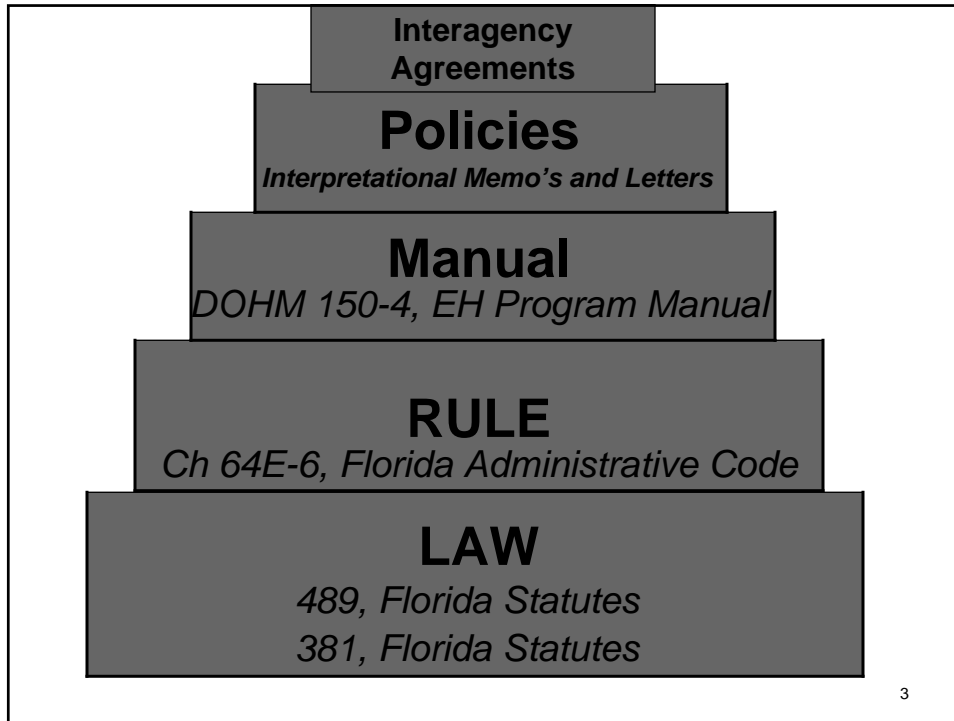 Interagency
Agreements
Policies
Interpretational Memo's and Letters
Manual
DOHM 150-4, EH Program Manual
RULE
Ch 64E-6, Florida Administrative Code
LAW
489, Florida Statutes
381, Florida Statutes
3